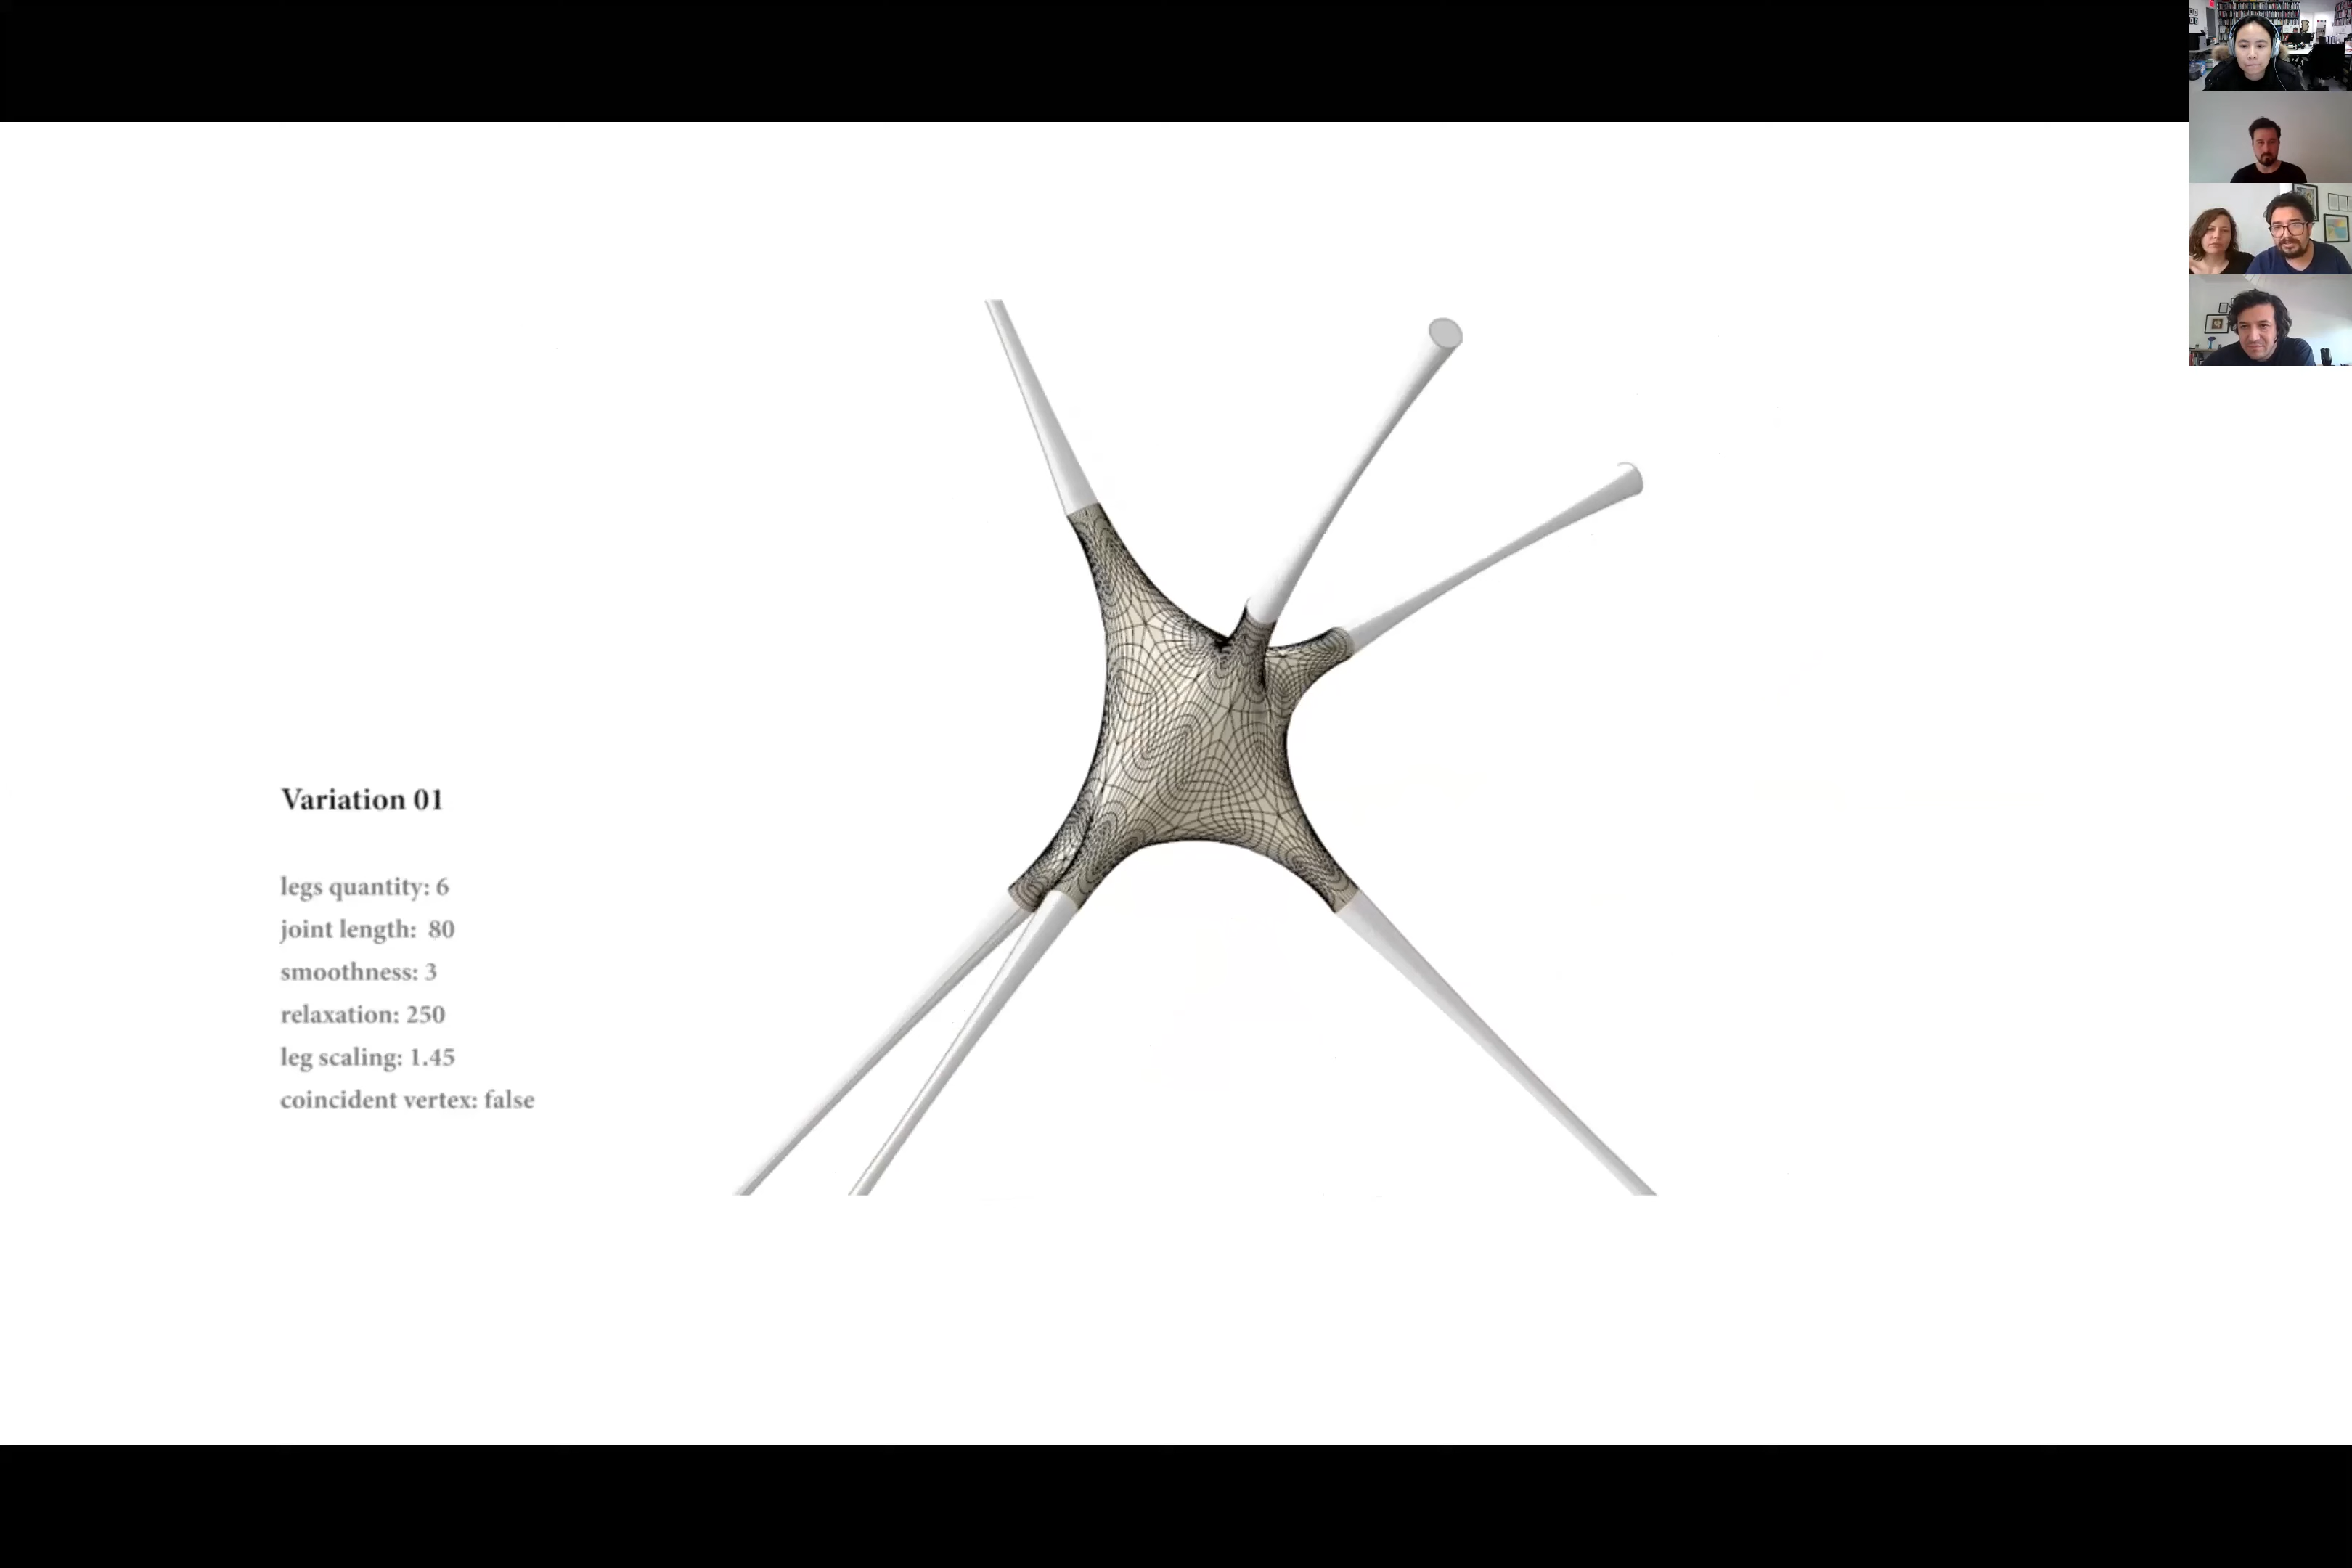 Variation 01
legs quantity: 6
joint length: 80
smoothness: 3
relaxation: 250
leg scaling: 1.45
coincident vertex: false